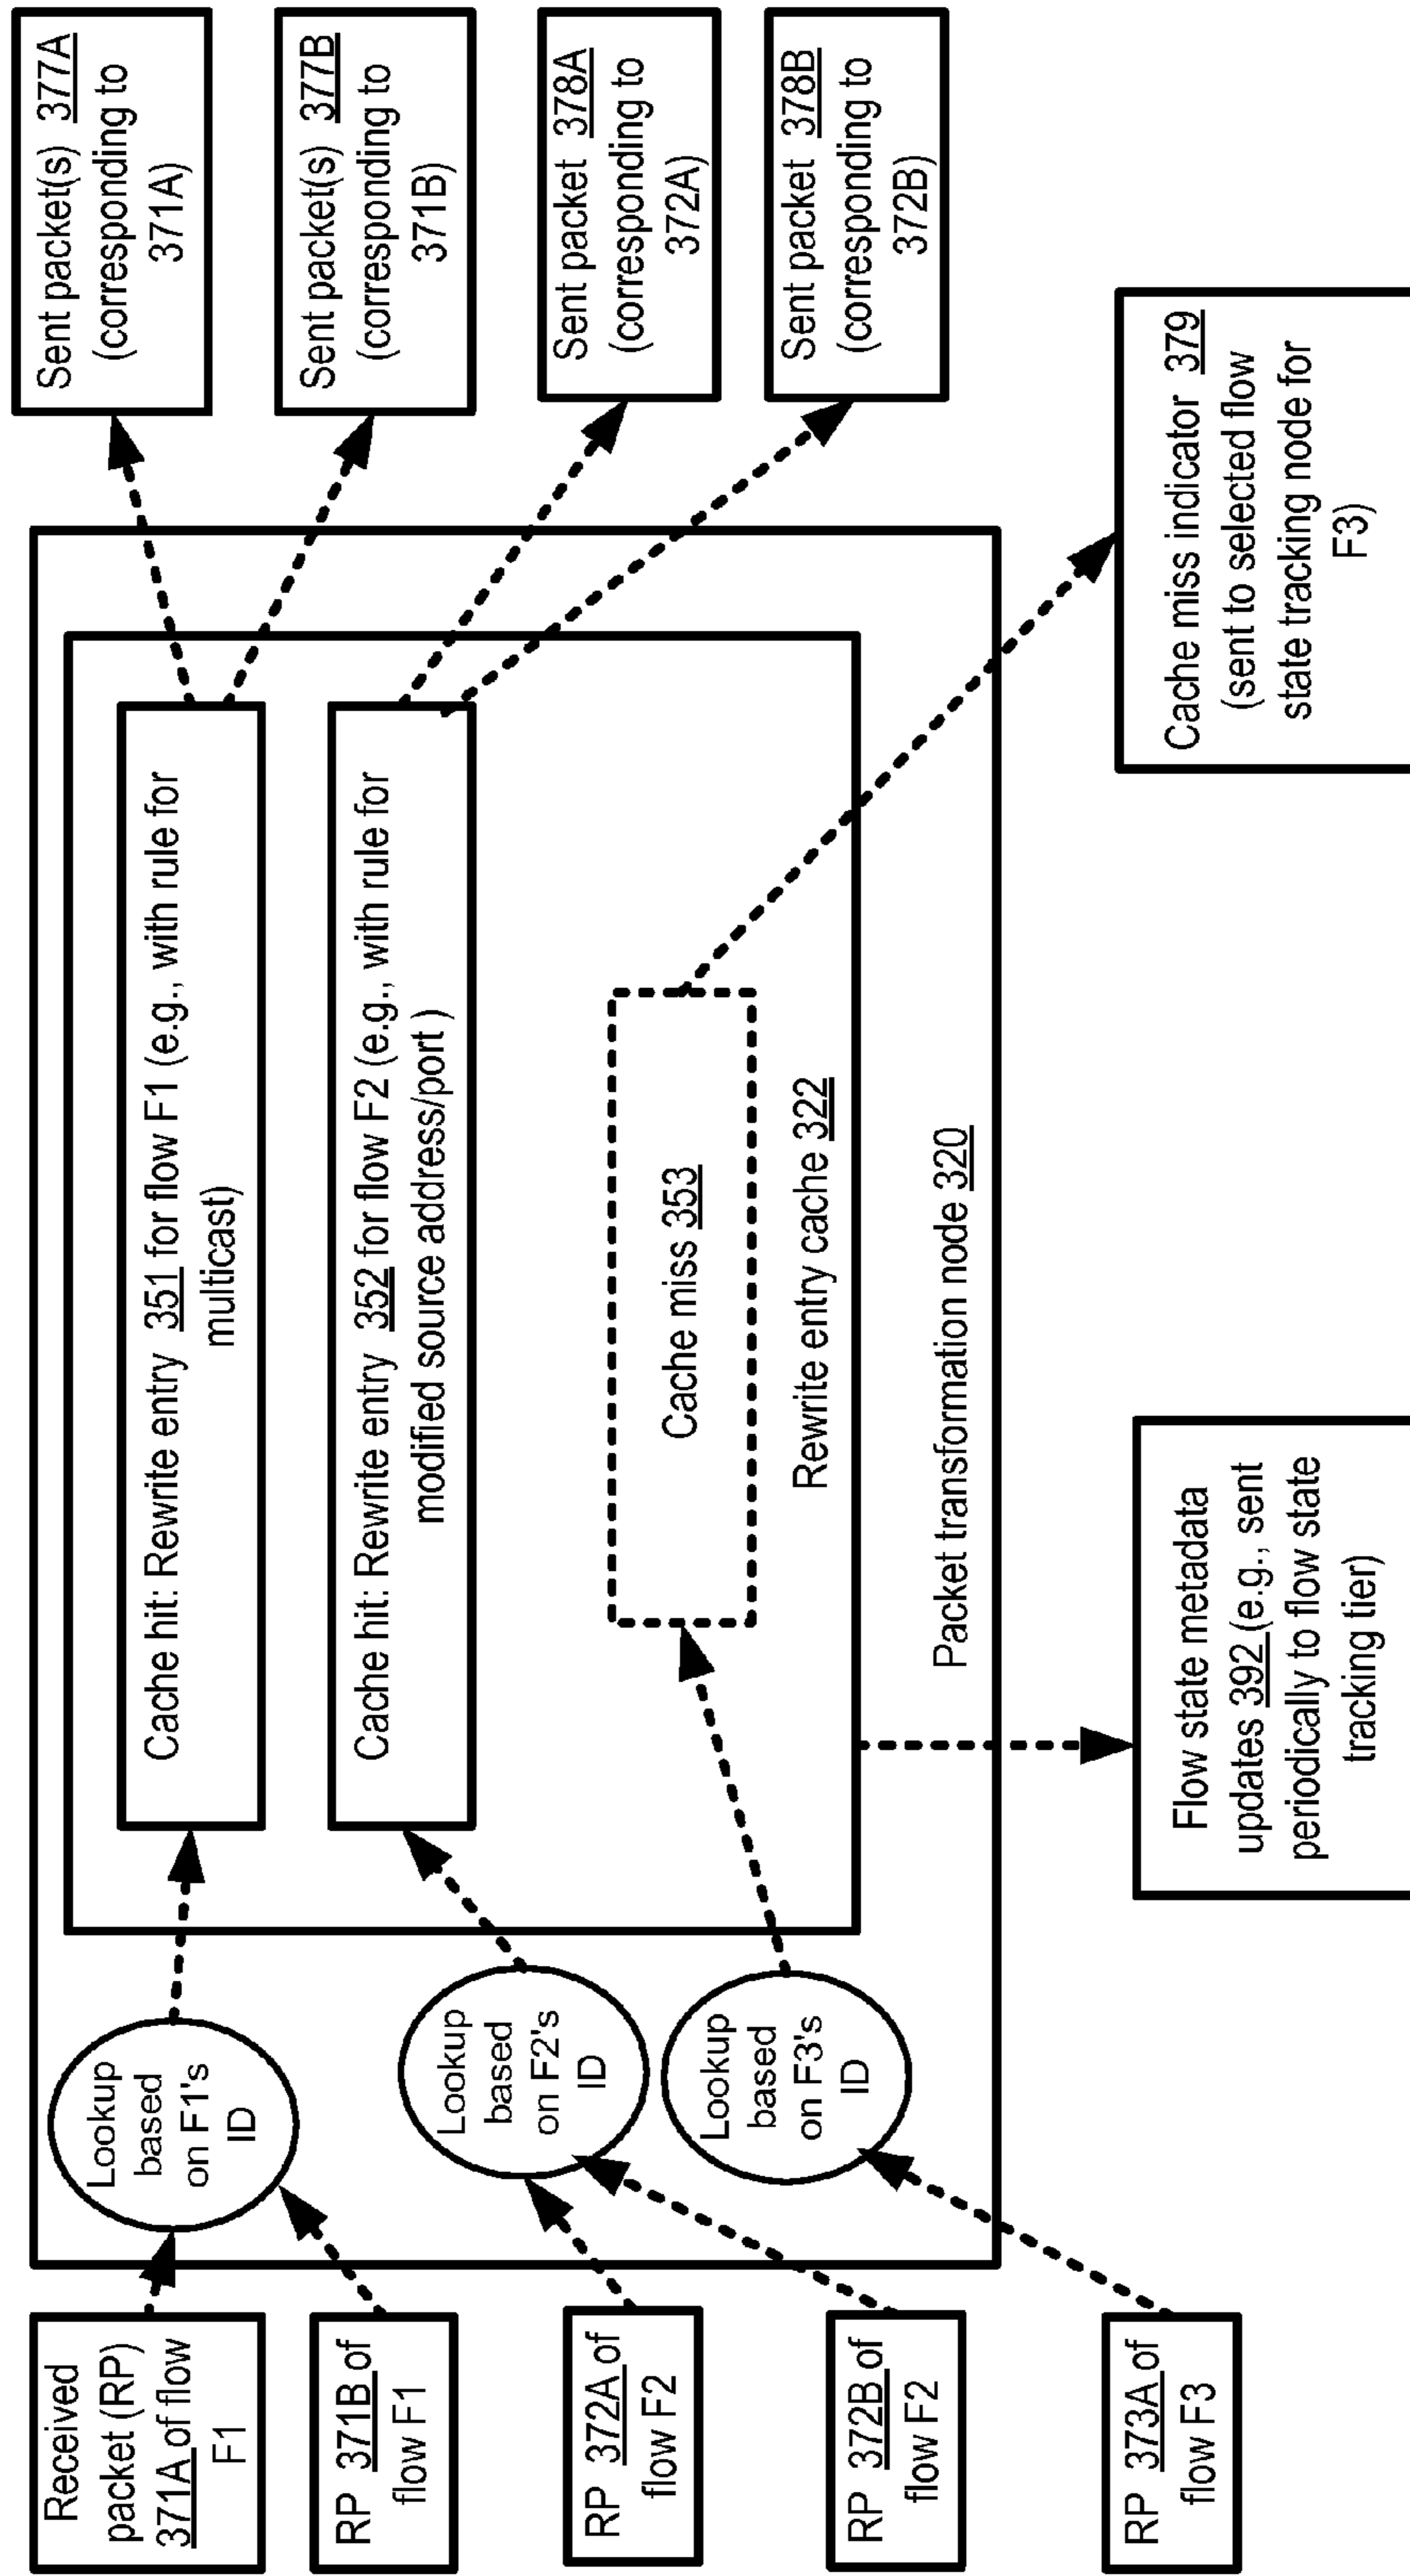 Received
packet (RP)
371A of flow
F1
RP 371B of
flow F1
RP 372A of
flow F2
RP 372B of
flow F2
RP 373A of
flow F3
Lookup
based
on F1's
ID
Lookup
based
on F2's
ID
Lookup
based
on F3's
ID
Cache hit: Rewrite entry 351 for flow F1 (e.g., with rule for
multicast)
Cache hit: Rewrite entry 352 for flow F2 (e.g., with rule for
modified source address/port )
Cache miss 353
Rewrite entry cache 322
Packet transformation node 320
Sent packet(s) 377A
(corresponding to
371A)
Sent packet(s) 377B
(corresponding to
371B)
Sent packet 378A
(corresponding to
372A)
Sent packet 378B
(corresponding to
372B)
Flow state metadata
updates 392 (e.g., sent
periodically to flow state
tracking tier)
Cache miss indicator 379
(sent to selected flow
state tracking node for
F3)